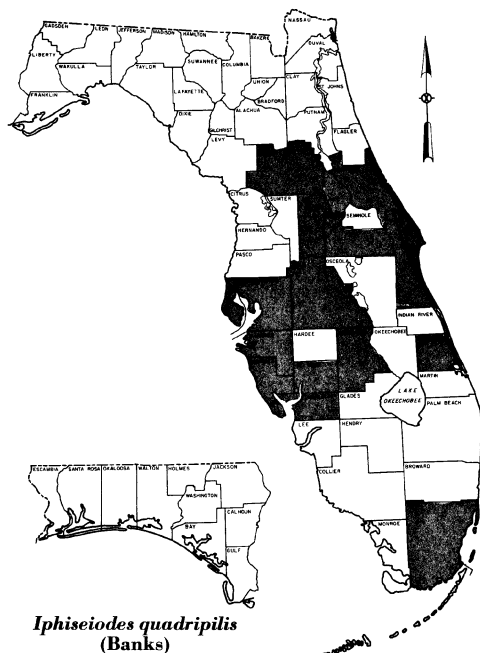 NASSAU
GADSDEN LEON JEFFERSON MADISON HAMILTON
BAKER DUVAL
LIBERTY WAKULLA TAYLOR SUWANNEE COLUMBIA
UNION CLAY ST JOHNS
FRANKLIN LAFAYETTE BRADFORD
DIXIE ALACHUA PUTNAM
GILCHRIST
LEVY FLAGLER
CITRUS SUMTER
SEMINOLE
HERNANDO
PASCO OSCEOLA
INDIAN RIVER
HARDEE OKEECHOBEE
MARTIN
GLADES LAKE
OKEECHOBEE
PALM BEACH
LEE HENDRY
COLLIER BROWARD
MONROE
ESCAMBIA SANTA ROSA OKALOOSA WALTON HOLMES JACKSON
WASHINGTON
CALHOUN
BAY
GULF
Iphiseiodes quadripilis
(Banks)